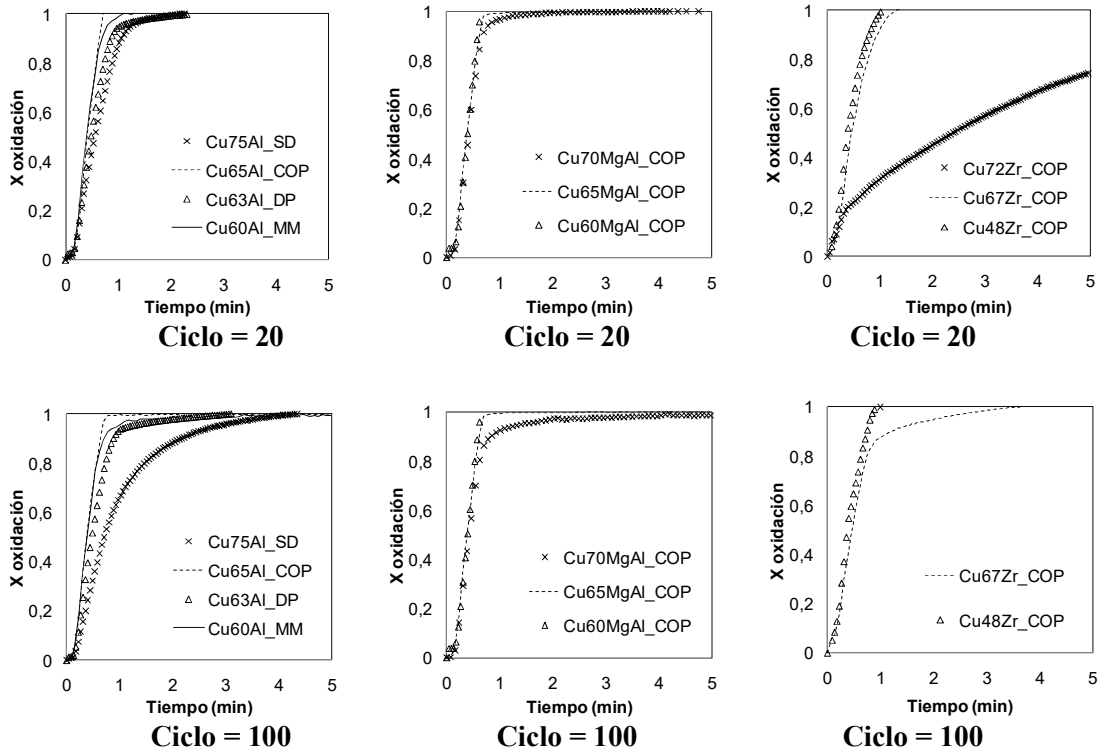 1
0,8
0,6
0,4
0,2
0
X oxidación
Cu75Al_SD
Cu65Al_COP
Cu63Al_DP
Cu60Al_MM
0 1 2 3 4 5
Tiempo (min)
Ciclo = 20
1
0,8
0,6
0,4
0,2
0
X oxidación
Cu70MgAl_COP
Cu65MgAl_COP
Cu60MgAl_COP
0 1 2 3 4 5
Tiempo (min)
Ciclo = 20
1
0,8
0,6
0,4
0,2
0
X oxidación
Cu72Zr_COP
Cu67Zr_COP
Cu48Zr_COP
0 1 2 3 4 5
Tiempo (min)
Ciclo = 20
1
0,8
0,6
0,4
0,2
0
X oxidación
Cu75Al_SD
Cu65Al_COP
Cu63Al_DP
Cu60Al_MM
0 1 2 3 4 5
Tiempo (min)
Ciclo = 100
1
0,8
0,6
0,4
0,2
0
X oxidación
Cu70MgAl_COP
Cu65MgAl_COP
Cu60MgAl_COP
0 1 2 3 4 5
Tiempo (min)
Ciclo = 100
1
0,8
0,6
0,4
0,2
0
X oxidación
Cu67Zr_COP
Cu48Zr_COP
0 1 2 3 4 5
Tiempo (min)
Ciclo = 100